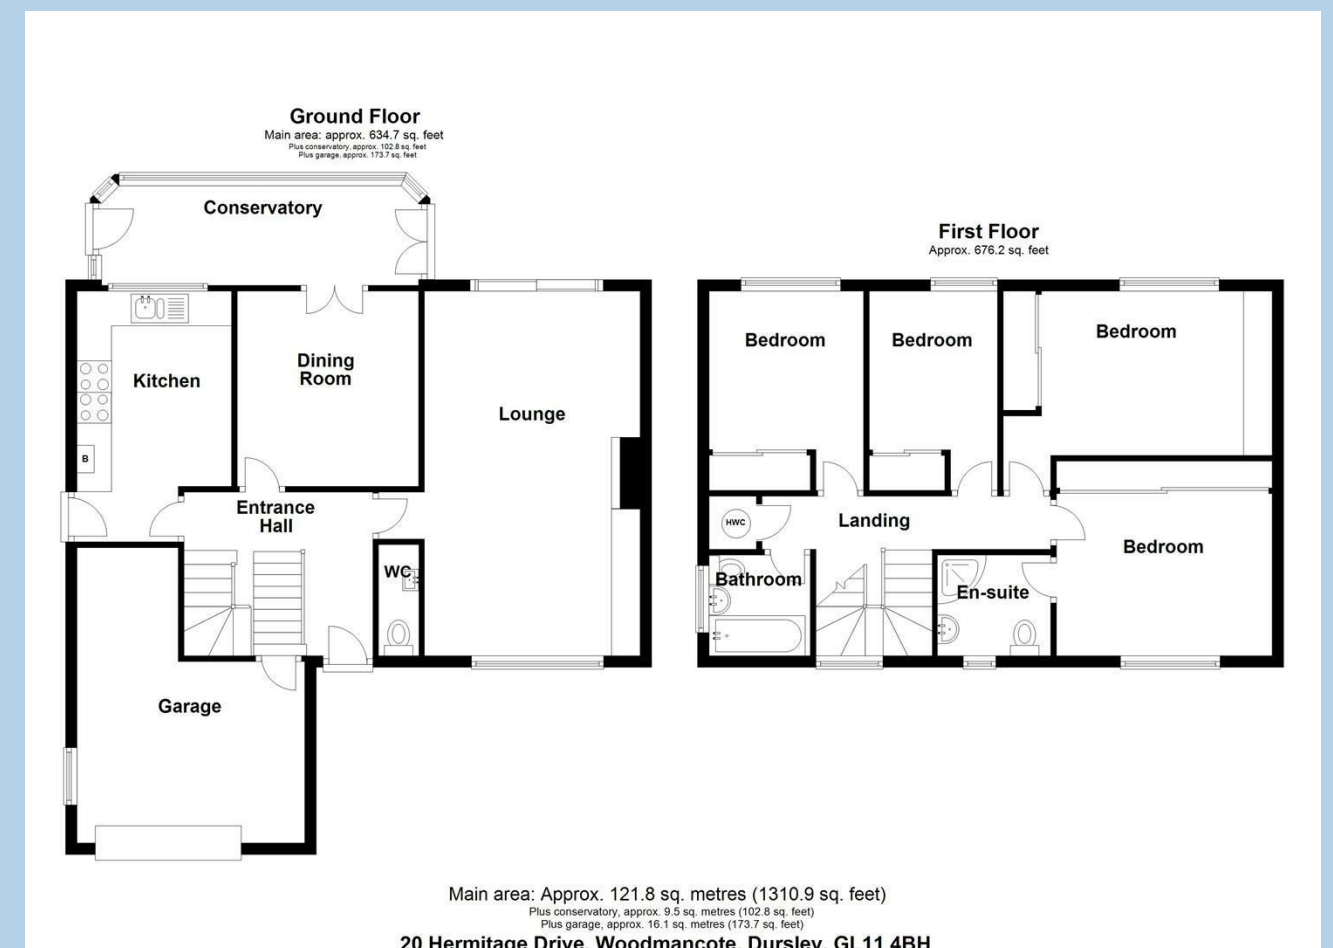 Ground Floor
Main area: approx. 634.7 sq. feet
Plus conservatory, approx. 102.8 sq. feet
Plus garage, approx. 173.7 sq. feet
Conservatory
First Floor
Approx. 676.2 sq. feet
Kitchen
Dining
Room
Lounge
B
Entrance
Hall
WC
Garage
Bedroom
Bedroom
Bedroom
HWC
Landing
Bedroom
Bathroom
En-suite
Main area: Approx. 121.8 sq. metres (1310.9 sq. feet)
Plus conservatory, approx. 9.5 sq. metres (102.8 sq. feet)
Plus garage, approx. 16.1 sq. metres (173.7 sq. feet)
20 Hermitage Drive, Woodmancote, Dursley, GL11 4BH